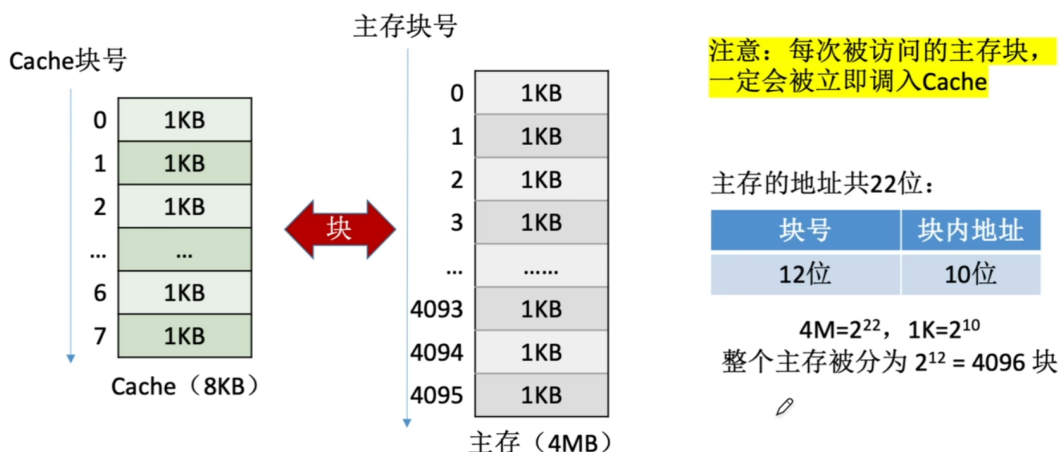 Cache块号
0 1KB
1 1KB
2 1KB
... ...
6 1KB
7 1KB
Cache（8KB）
块
主存块号
0 1KB
1 1KB
2 1KB
3 1KB
... ......
4093 1KB
4094 1KB
4095 1KB
主存（4MB）
注意：每次被访问的主存块，
一定会被立即调入Cache
主存的地址共22位：
块号 块内地址
12位 10位
4M=2²²，1K=2¹⁰
整个主存被分为 2¹² = 4096 块